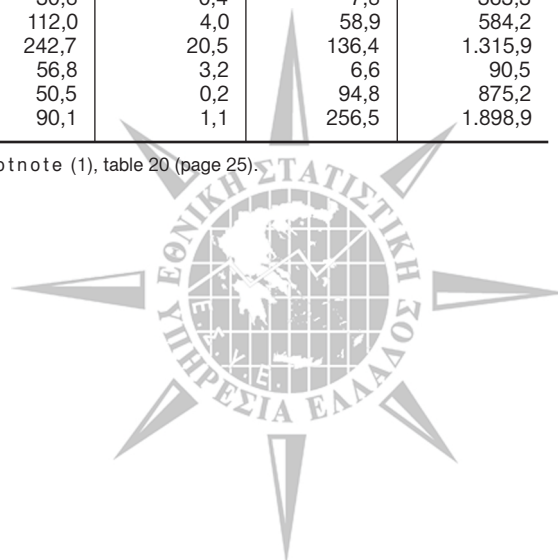 112,0 4,0 58,9 584,2
242,7 20,5 136,4 1.315,9
56,8 3,2 6,6 90,5
50,5 0,2 94,8 875,2
90,1 1,1 256,5 1.898,9
otnote (1), table 20 (page 25).
ΕΘΝΙΚΗ ΣΤΑΤΙΣΤΙΚΗ
ΥΠΗΡΕΣΙΑ ΕΛΛΑΔΟΣ
Ε.Σ.Υ.Ε.